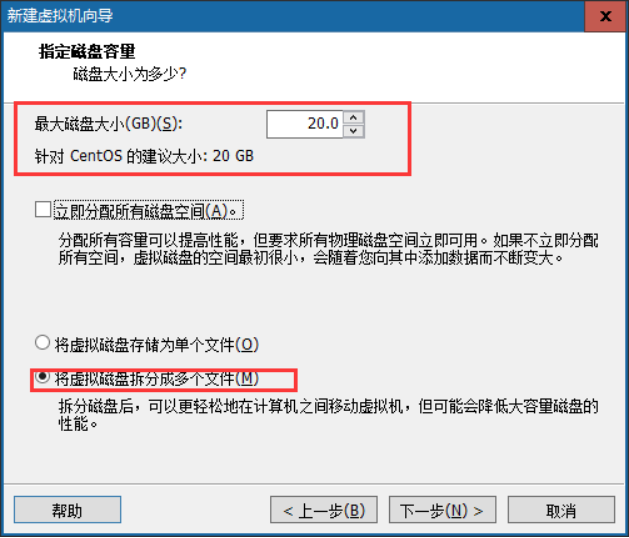 新建虚拟机向导
x
指定磁盘容量
磁盘大小为多少?
最大磁盘大小(GB)(S):
20.0
针对 CentOS 的建议大小: 20 GB
立即分配所有磁盘空间(A)。
分配所有容量可以提高性能，但要求所有物理磁盘空间立即可用。如果不立即分配
所有空间，虚拟磁盘的空间最初很小，会随着您向其中添加数据而不断变大。
将虚拟磁盘存储为单个文件(O)
将虚拟磁盘拆分成多个文件(M)
拆分磁盘后，可以更轻松地在计算机之间移动虚拟机，但可能会降低大容量磁盘的
性能。
帮助
< 上一步(B)
下一步(N) >
取消